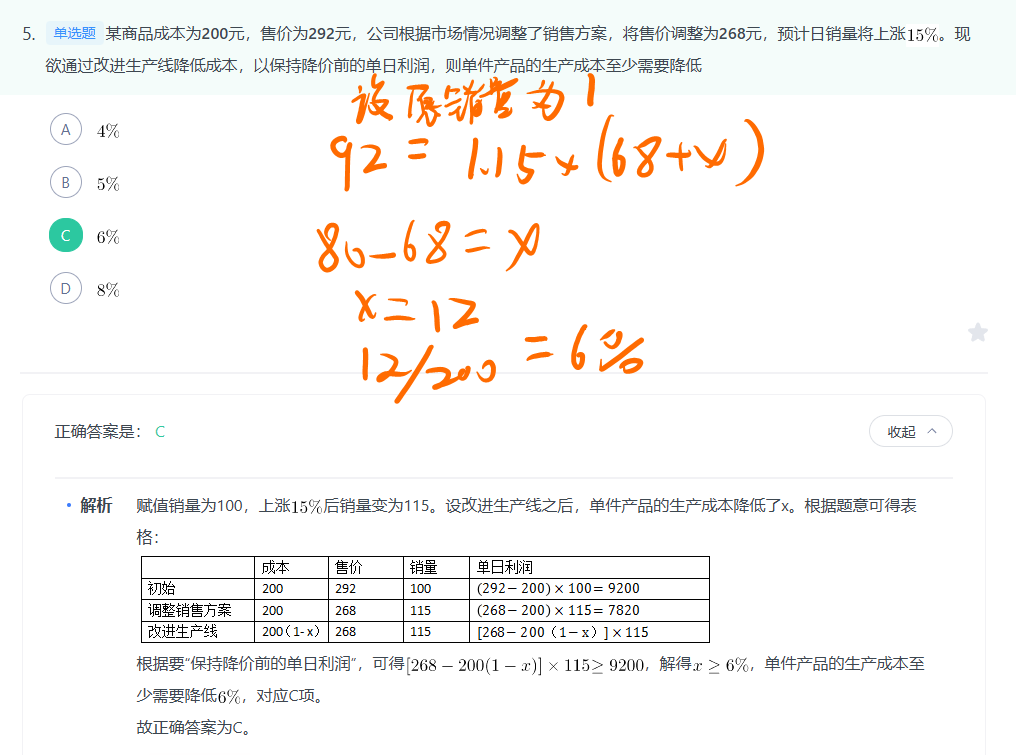 5. 单选题 某商品成本为200元，售价为292元，公司根据市场情况调整了销售方案，将售价调整为268元，预计日销量将上涨15%。现
欲通过改进生产线降低成本，以保持降价前的单日利润，则单件产品的生产成本至少需要降低
设原销量为1
A 4%
92 = 1.15×(68+x)
B 5%
C 6%
80-68=x
D 8%
x=12
12/200 = 6%
正确答案是： C
收起
• 解析 赋值销量为100，上涨15%后销量变为115。设改进生产线之后，单件产品的生产成本降低了x。根据题意可得表
格：
成本 售价 销量 单日利润
初始 200 292 100 (292－200)×100＝9200
调整销售方案 200 268 115 (268－200)×115＝7820
改进生产线 200（1-x） 268 115 [268－200（1－x）]×115
根据要“保持降价前的单日利润”，可得[268－200(1－x)]×115≥9200，解得x≥6%，单件产品的生产成本至
少需要降低6%，对应C项。
故正确答案为C。